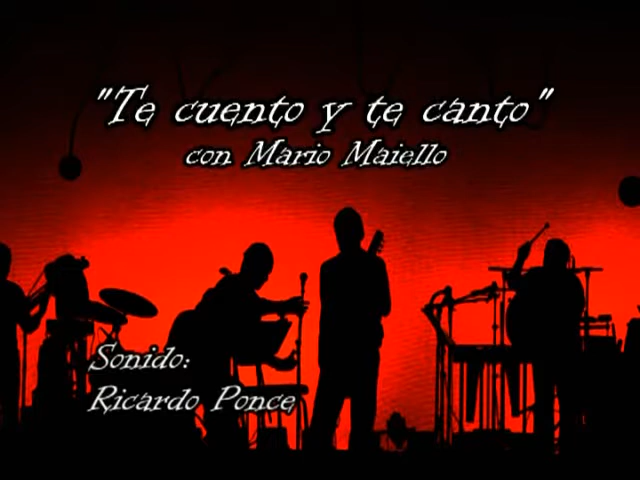 "Te cuento y te canto"
con Mario Maiello
Sonido:
Ricardo Ponce